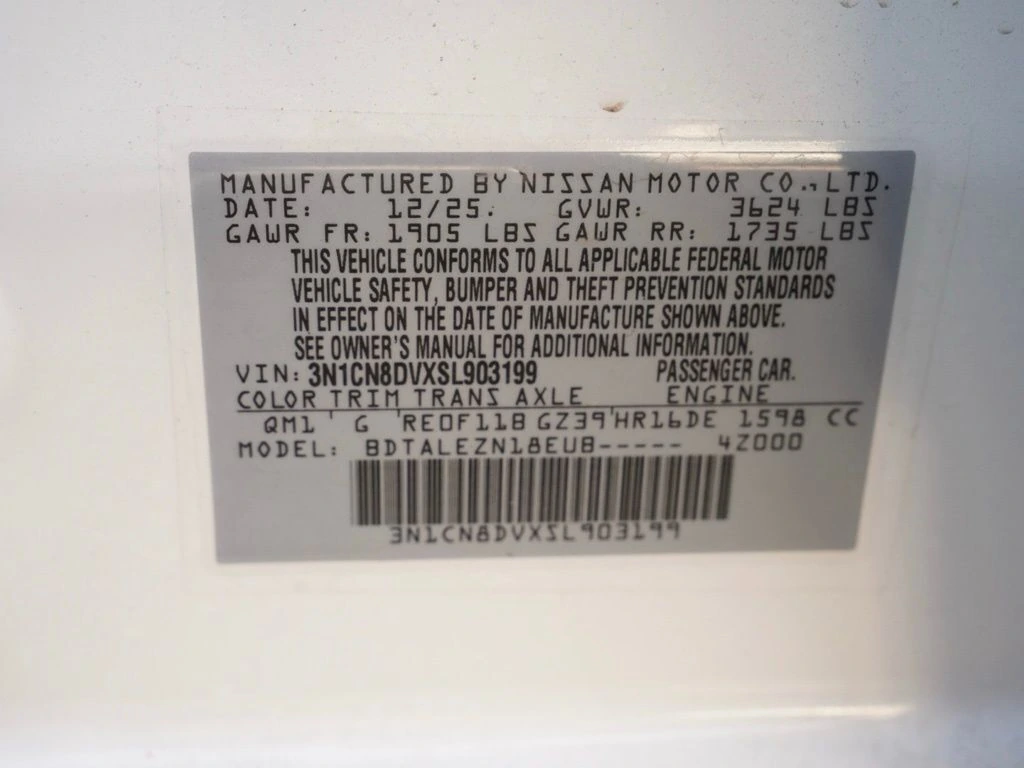 MANUFACTURED BY NISSAN MOTOR CO., LTD.
DATE: 12/25. GVWR: 3624 LBS
GAWR FR: 1905 LBS GAWR RR: 1735 LBS
THIS VEHICLE CONFORMS TO ALL APPLICABLE FEDERAL MOTOR
VEHICLE SAFETY, BUMPER AND THEFT PREVENTION STANDARDS
IN EFFECT ON THE DATE OF MANUFACTURE SHOWN ABOVE.
SEE OWNER'S MANUAL FOR ADDITIONAL INFORMATION.
VIN: 3N1CN8DVXSL903199 PASSENGER CAR.
COLOR TRIM TRANS AXLE ENGINE
QM1 ' G 'RE0F11B GZ39'HR16DE 1598 CC
MODEL: BDTALEZN18EUB----- 4Z000
3N1CN8DVXSL903199